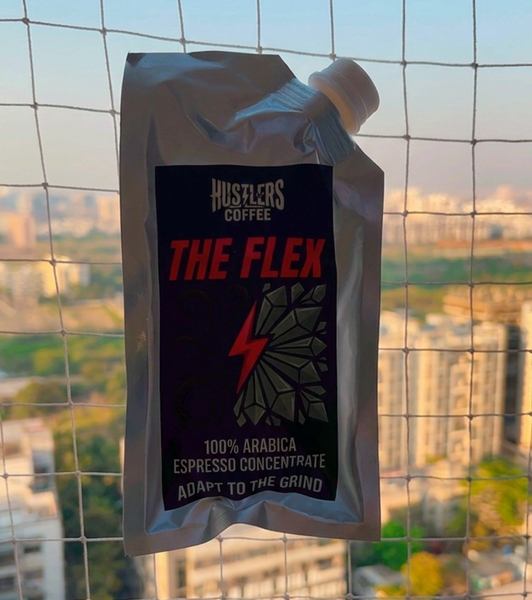 HUSTLERS
COFFEE
THE FLEX
100% ARABICA
ESPRESSO CONCENTRATE
ADAPT TO THE GRIND